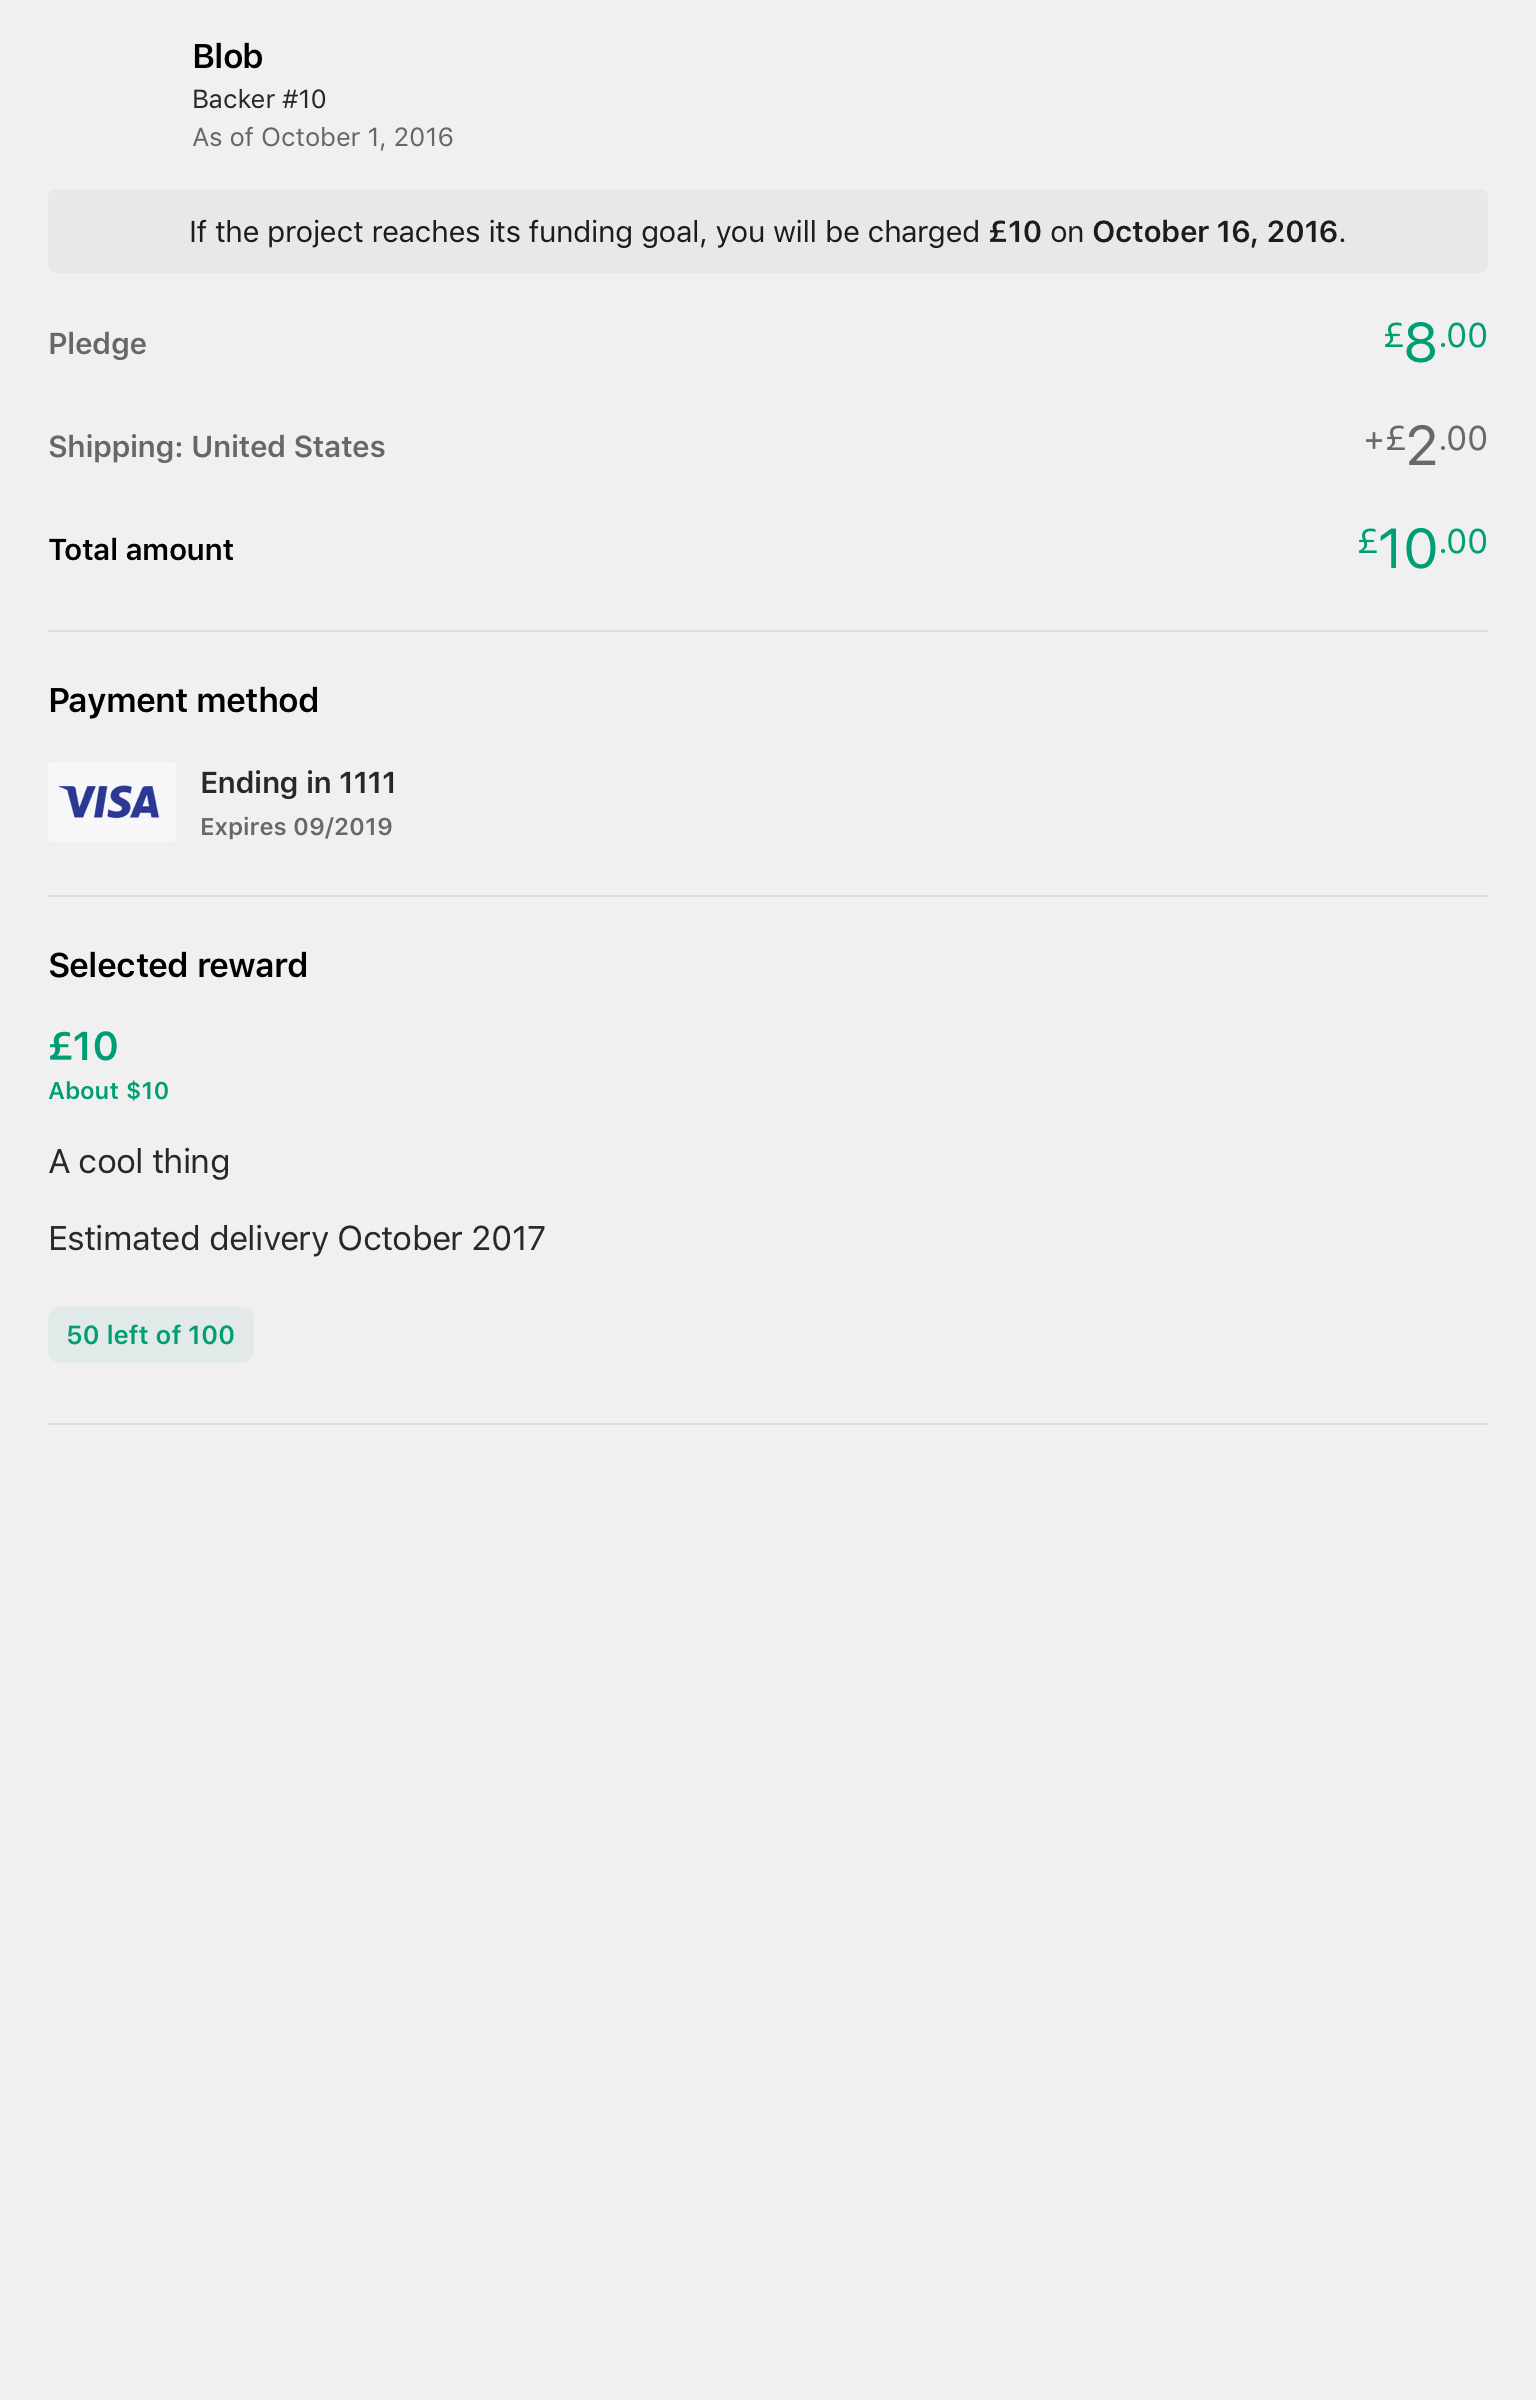 Blob
Backer #10
As of October 1, 2016
If the project reaches its funding goal, you will be charged £10 on October 16, 2016.
Pledge £8.00
Shipping: United States +£2.00
Total amount £10.00
Payment method
VISA Ending in 1111
Expires 09/2019
Selected reward
£10
About $10
A cool thing
Estimated delivery October 2017
50 left of 100